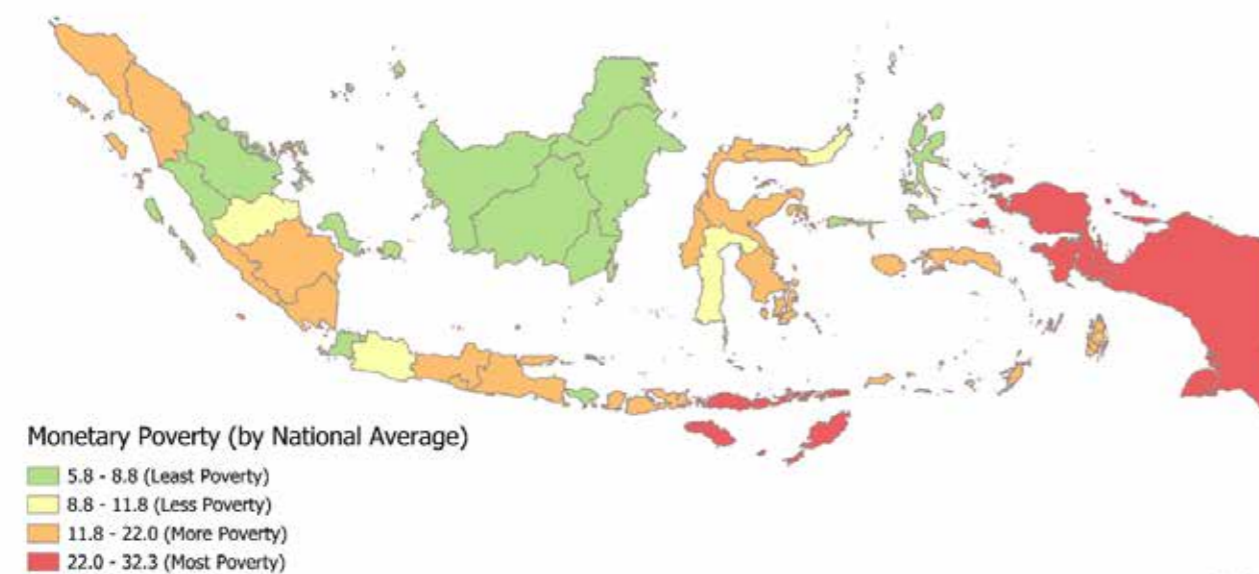 Monetary Poverty (by National Average)
5.8 - 8.8 (Least Poverty)
8.8 - 11.8 (Less Poverty)
11.8 - 22.0 (More Poverty)
22.0 - 32.3 (Most Poverty)